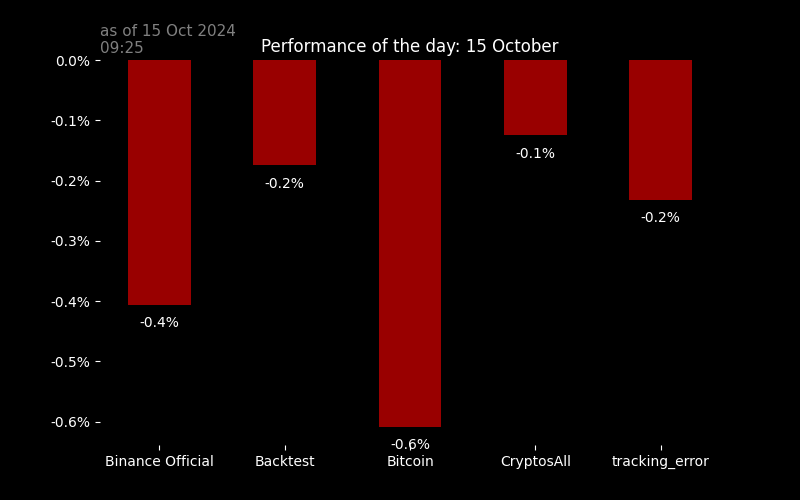 as of 15 Oct 2024
09:25
Performance of the day: 15 October
0.0%
-0.1%
-0.2%
-0.3%
-0.4%
-0.5%
-0.6%
-0.4%
-0.2%
-0.6%
-0.1%
-0.2%
Binance Official
Backtest
Bitcoin
CryptosAll
tracking_error